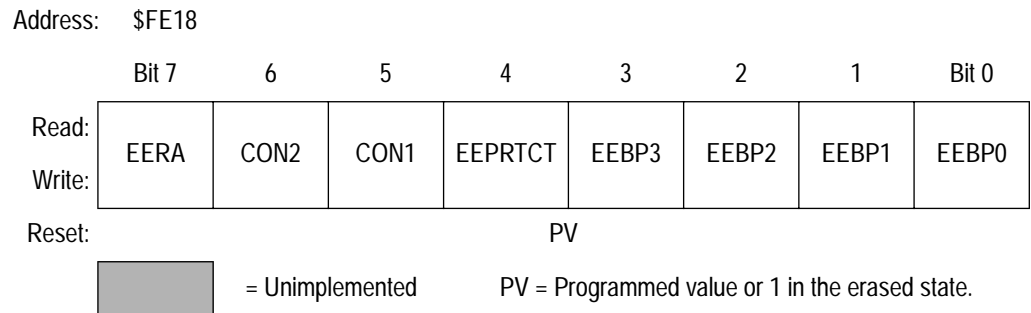 Address: $FE18
Bit 7 6 5 4 3 2 1 Bit 0
Read:
EERA CON2 CON1 EEPRTCT EEBP3 EEBP2 EEBP1 EEBP0
Write:
Reset: PV
= Unimplemented PV = Programmed value or 1 in the erased state.